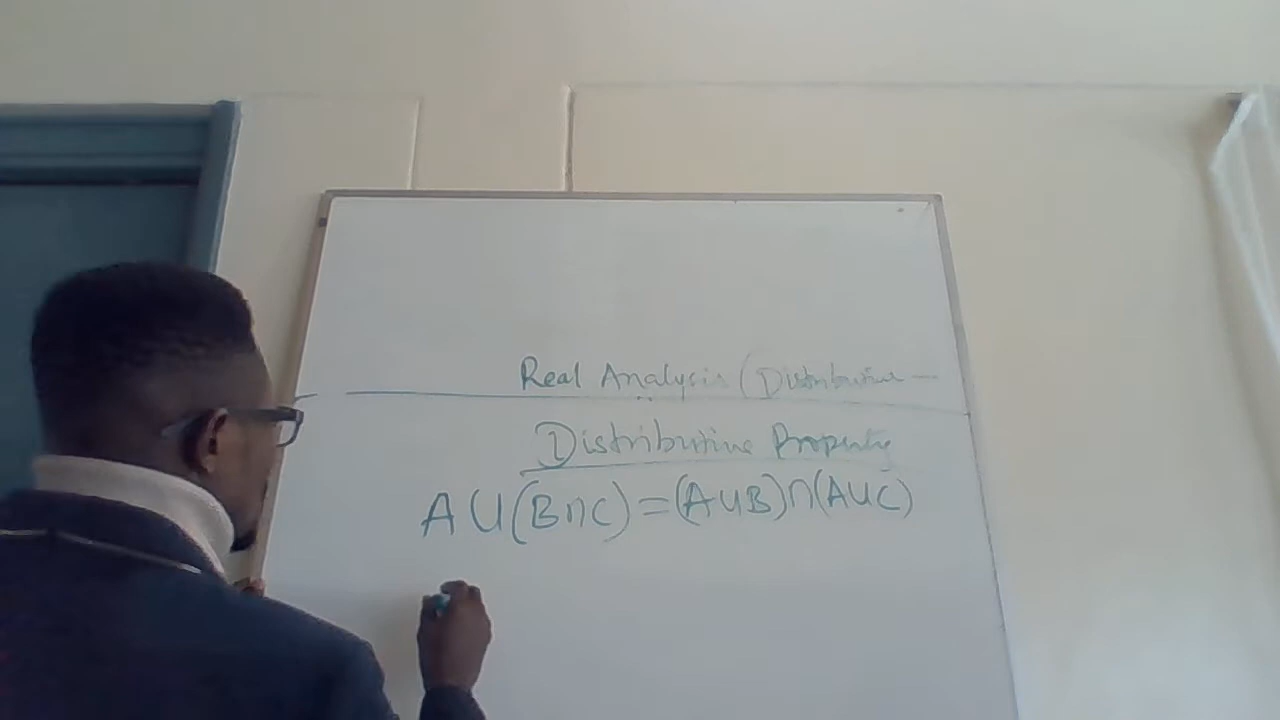 Real Analysis (Distributive —
Distributive Property
A ∪ (B ∩ C) = (A ∪ B) ∩ (A ∪ C)